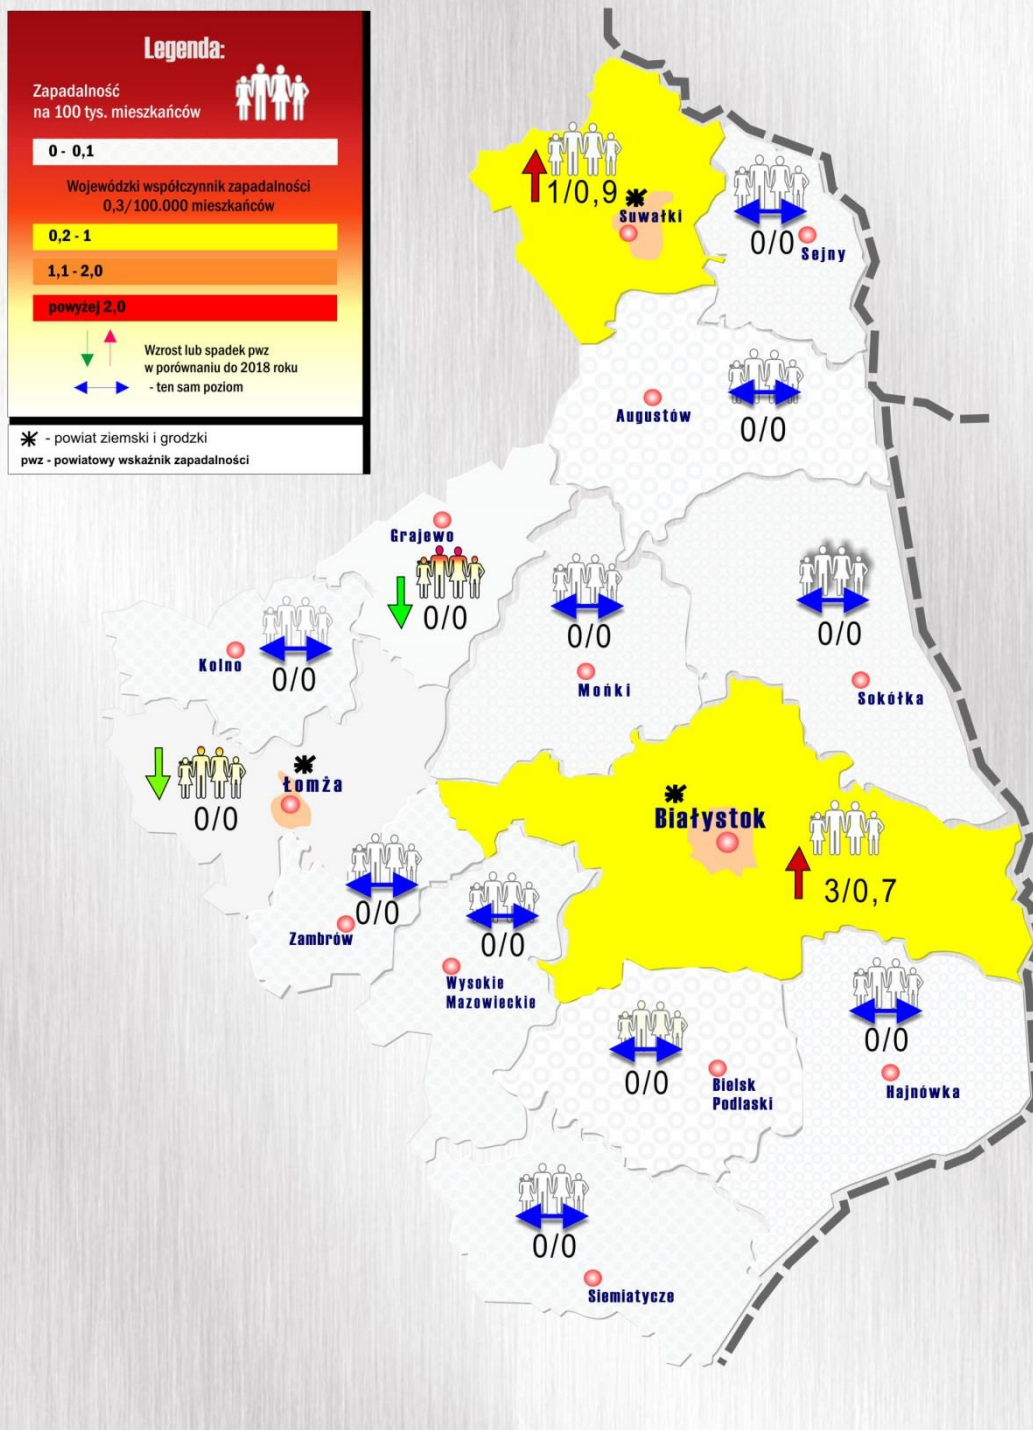 Legenda:
Zapadalność
na 100 tys. mieszkańców
0 - 0,1
Wojewódzki współczynnik zapadalności
0,3/100.000 mieszkańców
0,2 - 1
1,1 - 2,0
powyżej 2,0
Wzrost lub spadek pwz
w porównaniu do 2018 roku
- ten sam poziom
- powiat ziemski i grodzki
pwz - powiatowy wskaźnik zapadalności
1/0,9
Suwałki
0/0
Sejny
Augustów
0/0
Grajewo
0/0
0/0
Mońki
0/0
Sokółka
Kolno
0/0
0/0
Łomża
Białystok
3/0,7
0/0
Zambrów
0/0
Wysokie
Mazowieckie
0/0
Hajnówka
0/0
Bielsk
Podlaski
0/0
Siemiatycze